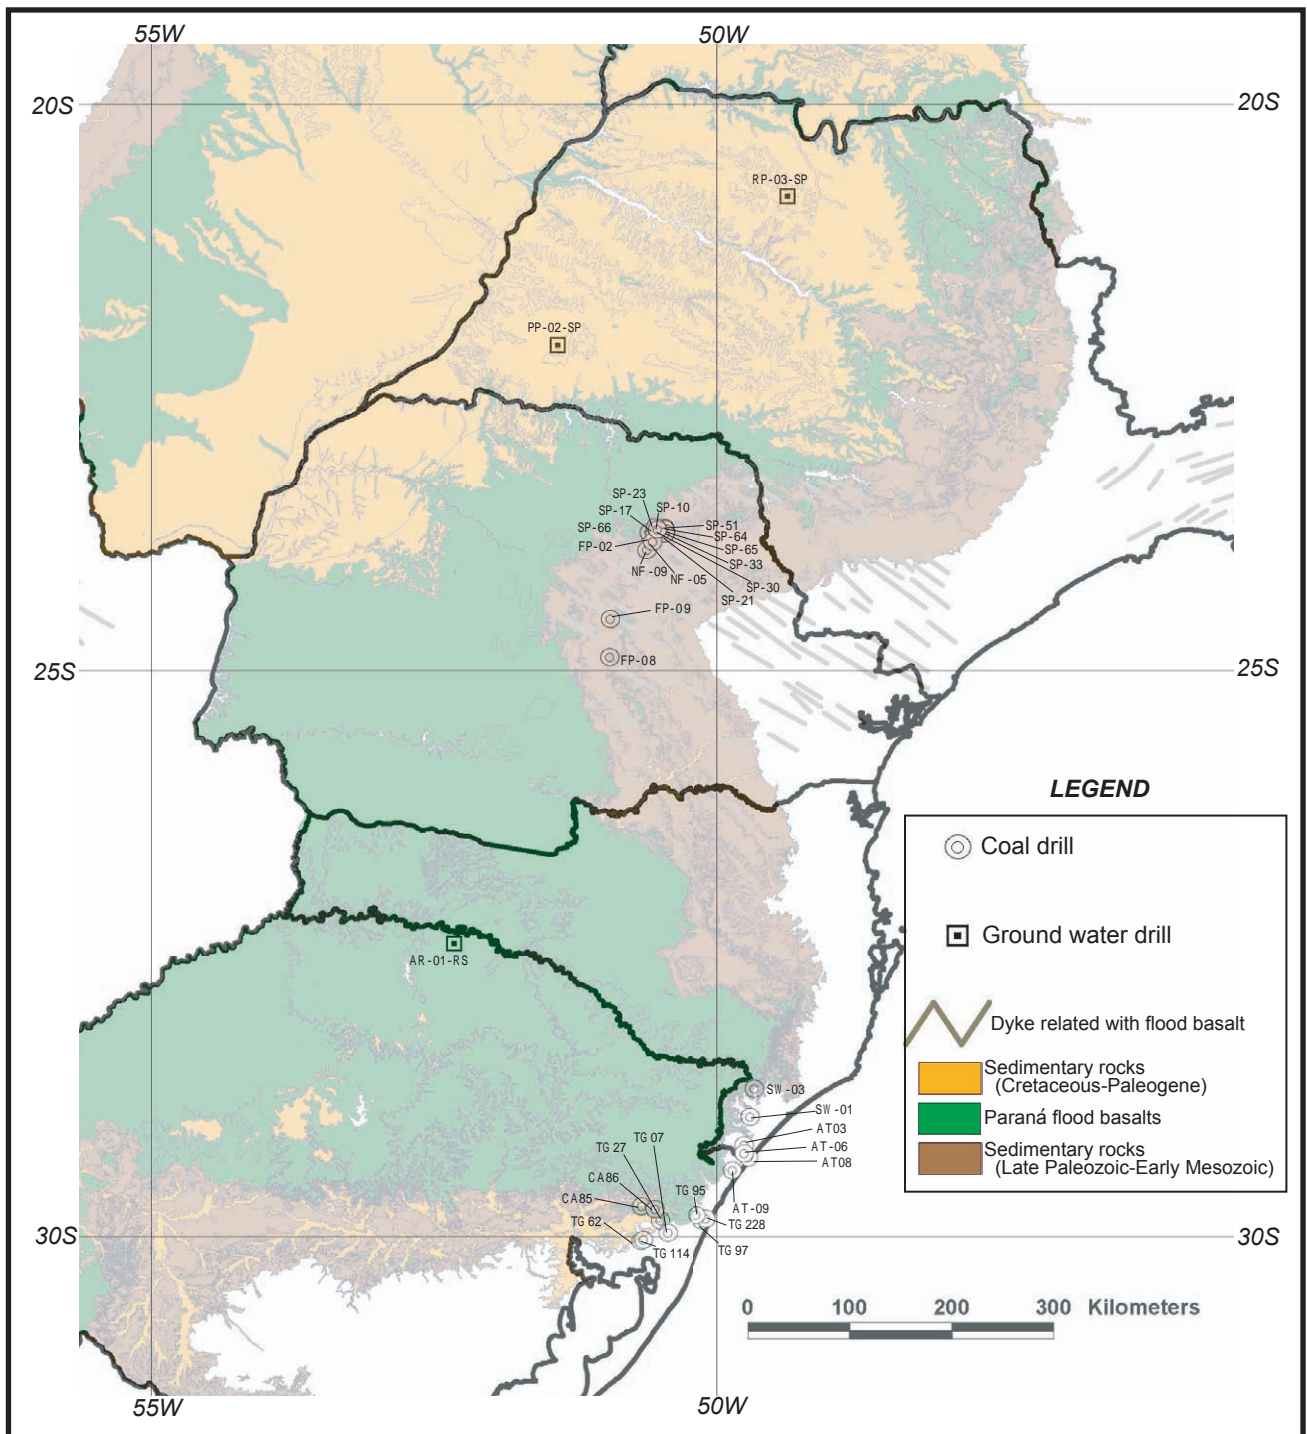 55W
50W
20S
20S
RP-03-SP
PP-02-SP
SP-23
SP-10
SP-17
SP-66
SP-51
SP-64
FP-02
SP-65
SP-33
NF-09
NF-05
SP-30
SP-21
FP-09
FP-08
25S
25S
LEGEND
Coal drill
Ground water drill
Dyke related with flood basalt
Sedimentary rocks
(Cretaceous-Paleogene)
Paraná flood basalts
Sedimentary rocks
(Late Paleozoic-Early Mesozoic)
AR-01-RS
SW-03
SW-01
AT03
AT-06
AT08
TG 07
TG 27
CA86
CA85
TG 95
AT-09
TG 62
TG 228
TG 114
TG 97
30S
30S
0 100 200 300 Kilometers
55W
50W